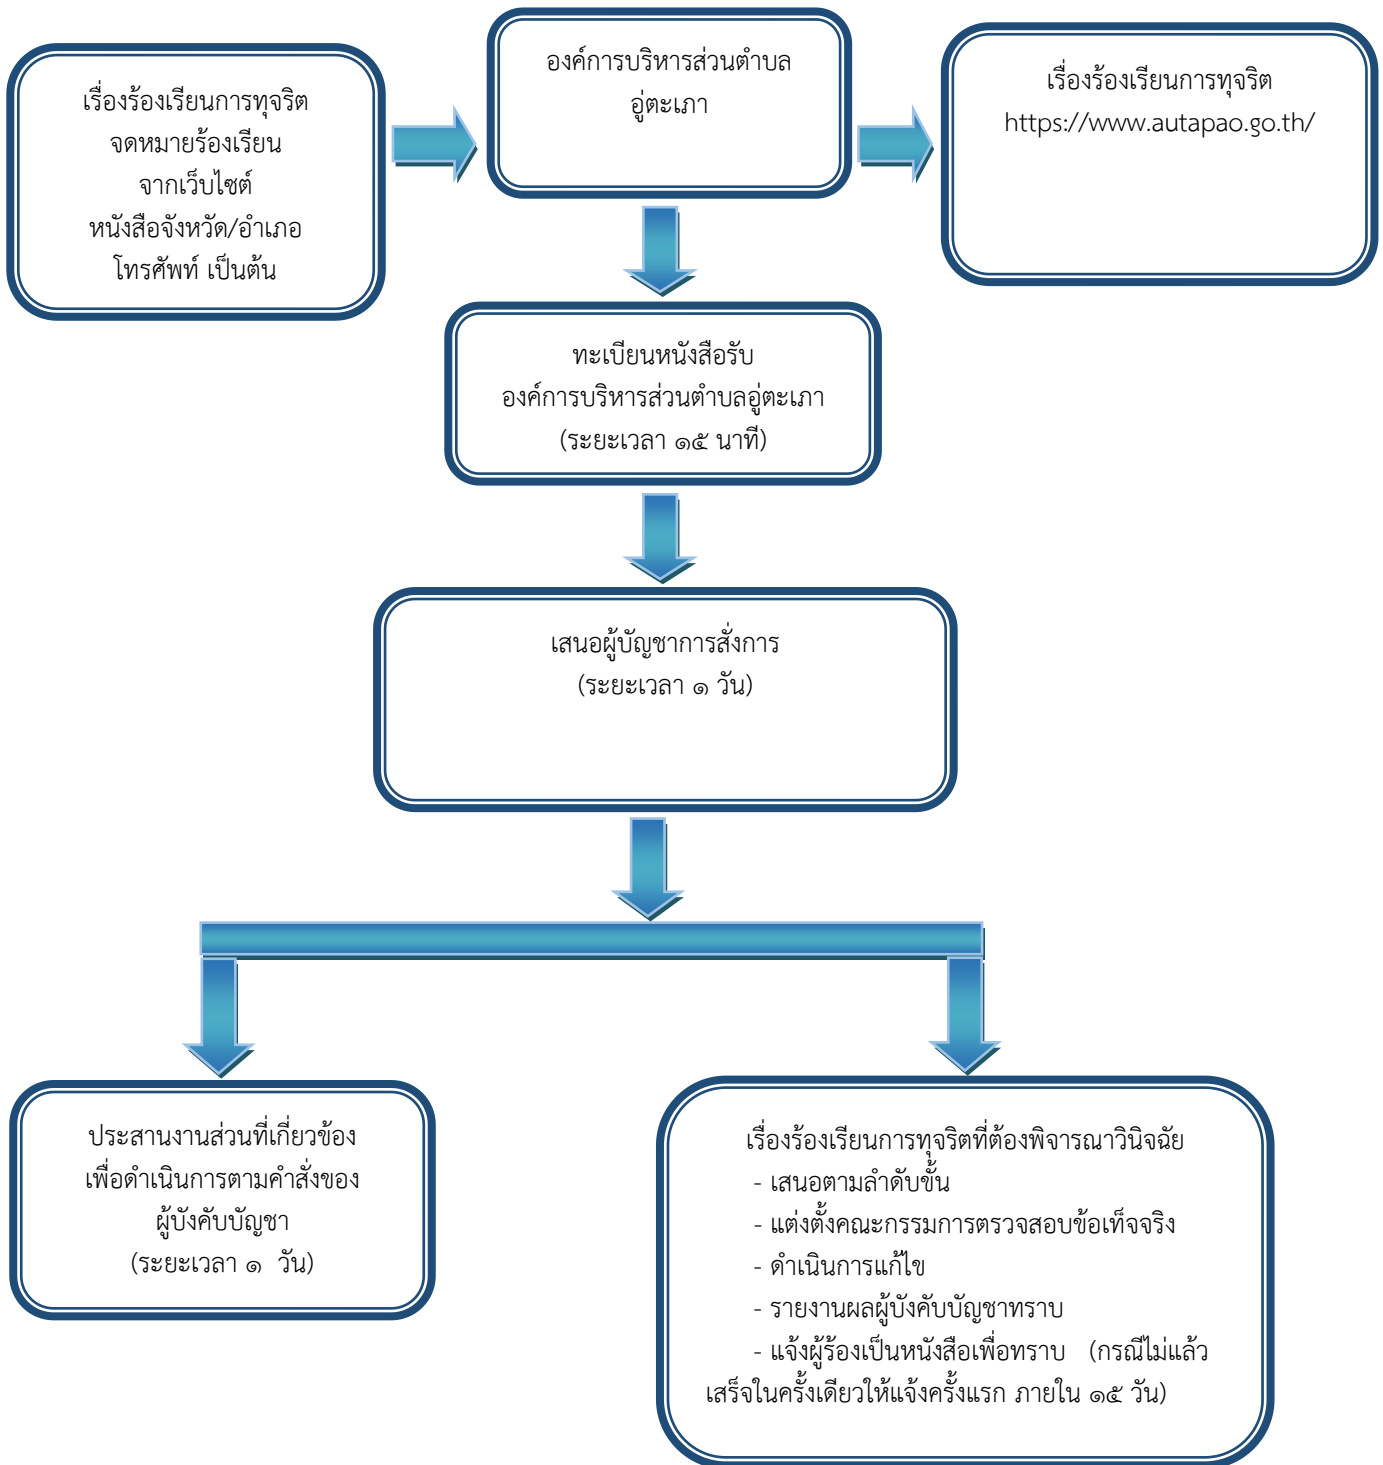 เรื่องร้องเรียนการทุจริต
จดหมายร้องเรียน
จากเว็บไซต์
หนังสือจังหวัด/อำเภอ
โทรศัพท์ เป็นต้น
องค์การบริหารส่วนตำบล
อู่ตะเภา
เรื่องร้องเรียนการทุจริต
https://www.autapao.go.th/
ทะเบียนหนังสือรับ
องค์การบริหารส่วนตำบลอู่ตะเภา
(ระยะเวลา ๑๕ นาที)
เสนอผู้บัญชาการสั่งการ
(ระยะเวลา ๑ วัน)
ประสานงานส่วนที่เกี่ยวข้อง
เพื่อดำเนินการตามคำสั่งของ
ผู้บังคับบัญชา
(ระยะเวลา ๑ วัน)
เรื่องร้องเรียนการทุจริตที่ต้องพิจารณาวินิจฉัย
- เสนอตามลำดับขั้น
- แต่งตั้งคณะกรรมการตรวจสอบข้อเท็จจริง
- ดำเนินการแก้ไข
- รายงานผลผู้บังคับบัญชาทราบ
- แจ้งผู้ร้องเป็นหนังสือเพื่อทราบ (กรณีไม่แล้ว
เสร็จในครั้งเดียวให้แจ้งครั้งแรก ภายใน ๑๕ วัน)